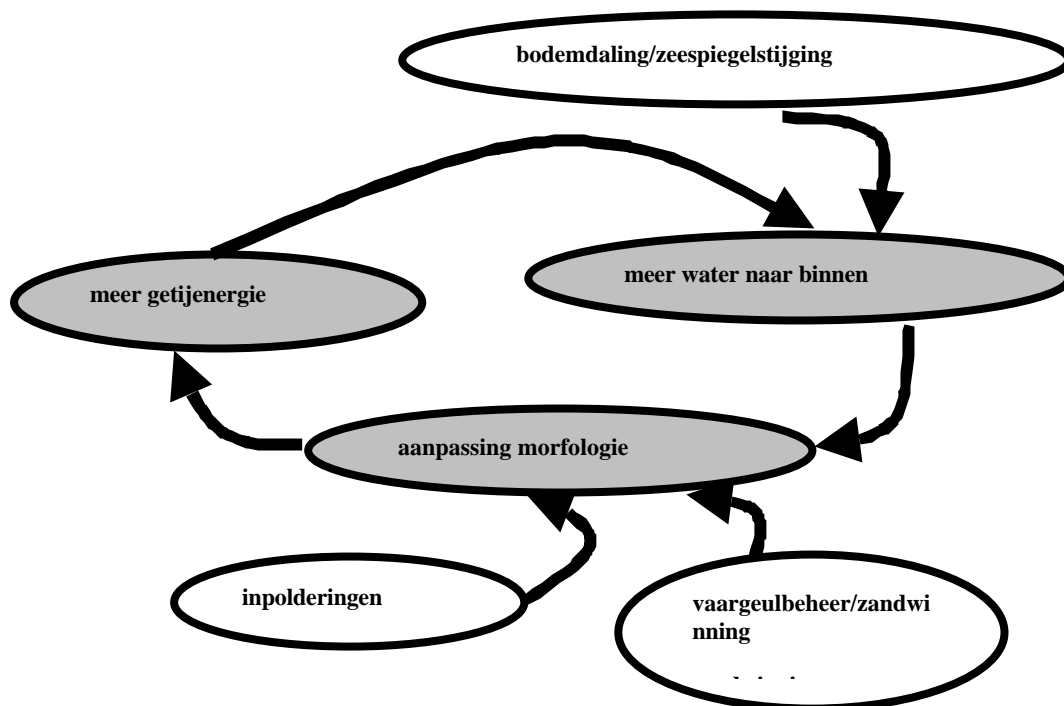 bodemdaling/zeespiegelstijging
meer getijenergie
meer water naar binnen
aanpassing morfologie
inpolderingen
vaargeulbeheer/zandwi
nning